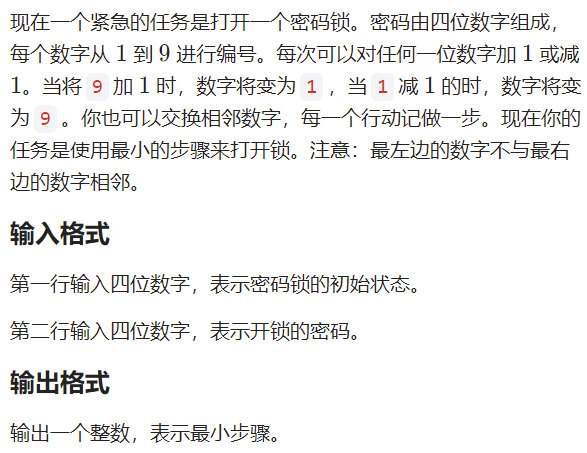 现在一个紧急的任务是打开一个密码锁。密码由四位数字组成，
每个数字从 1 到 9 进行编号。每次可以对任何一位数字加 1 或减
1。当将 9 加 1 时，数字将变为 1 ，当 1 减 1 的时，数字将变
为 9 。你也可以交换相邻数字，每一个行动记做一步。现在你的
任务是使用最小的步骤来打开锁。注意：最左边的数字不与最右
边的数字相邻。
输入格式
第一行输入四位数字，表示密码锁的初始状态。
第二行输入四位数字，表示开锁的密码。
输出格式
输出一个整数，表示最小步骤。